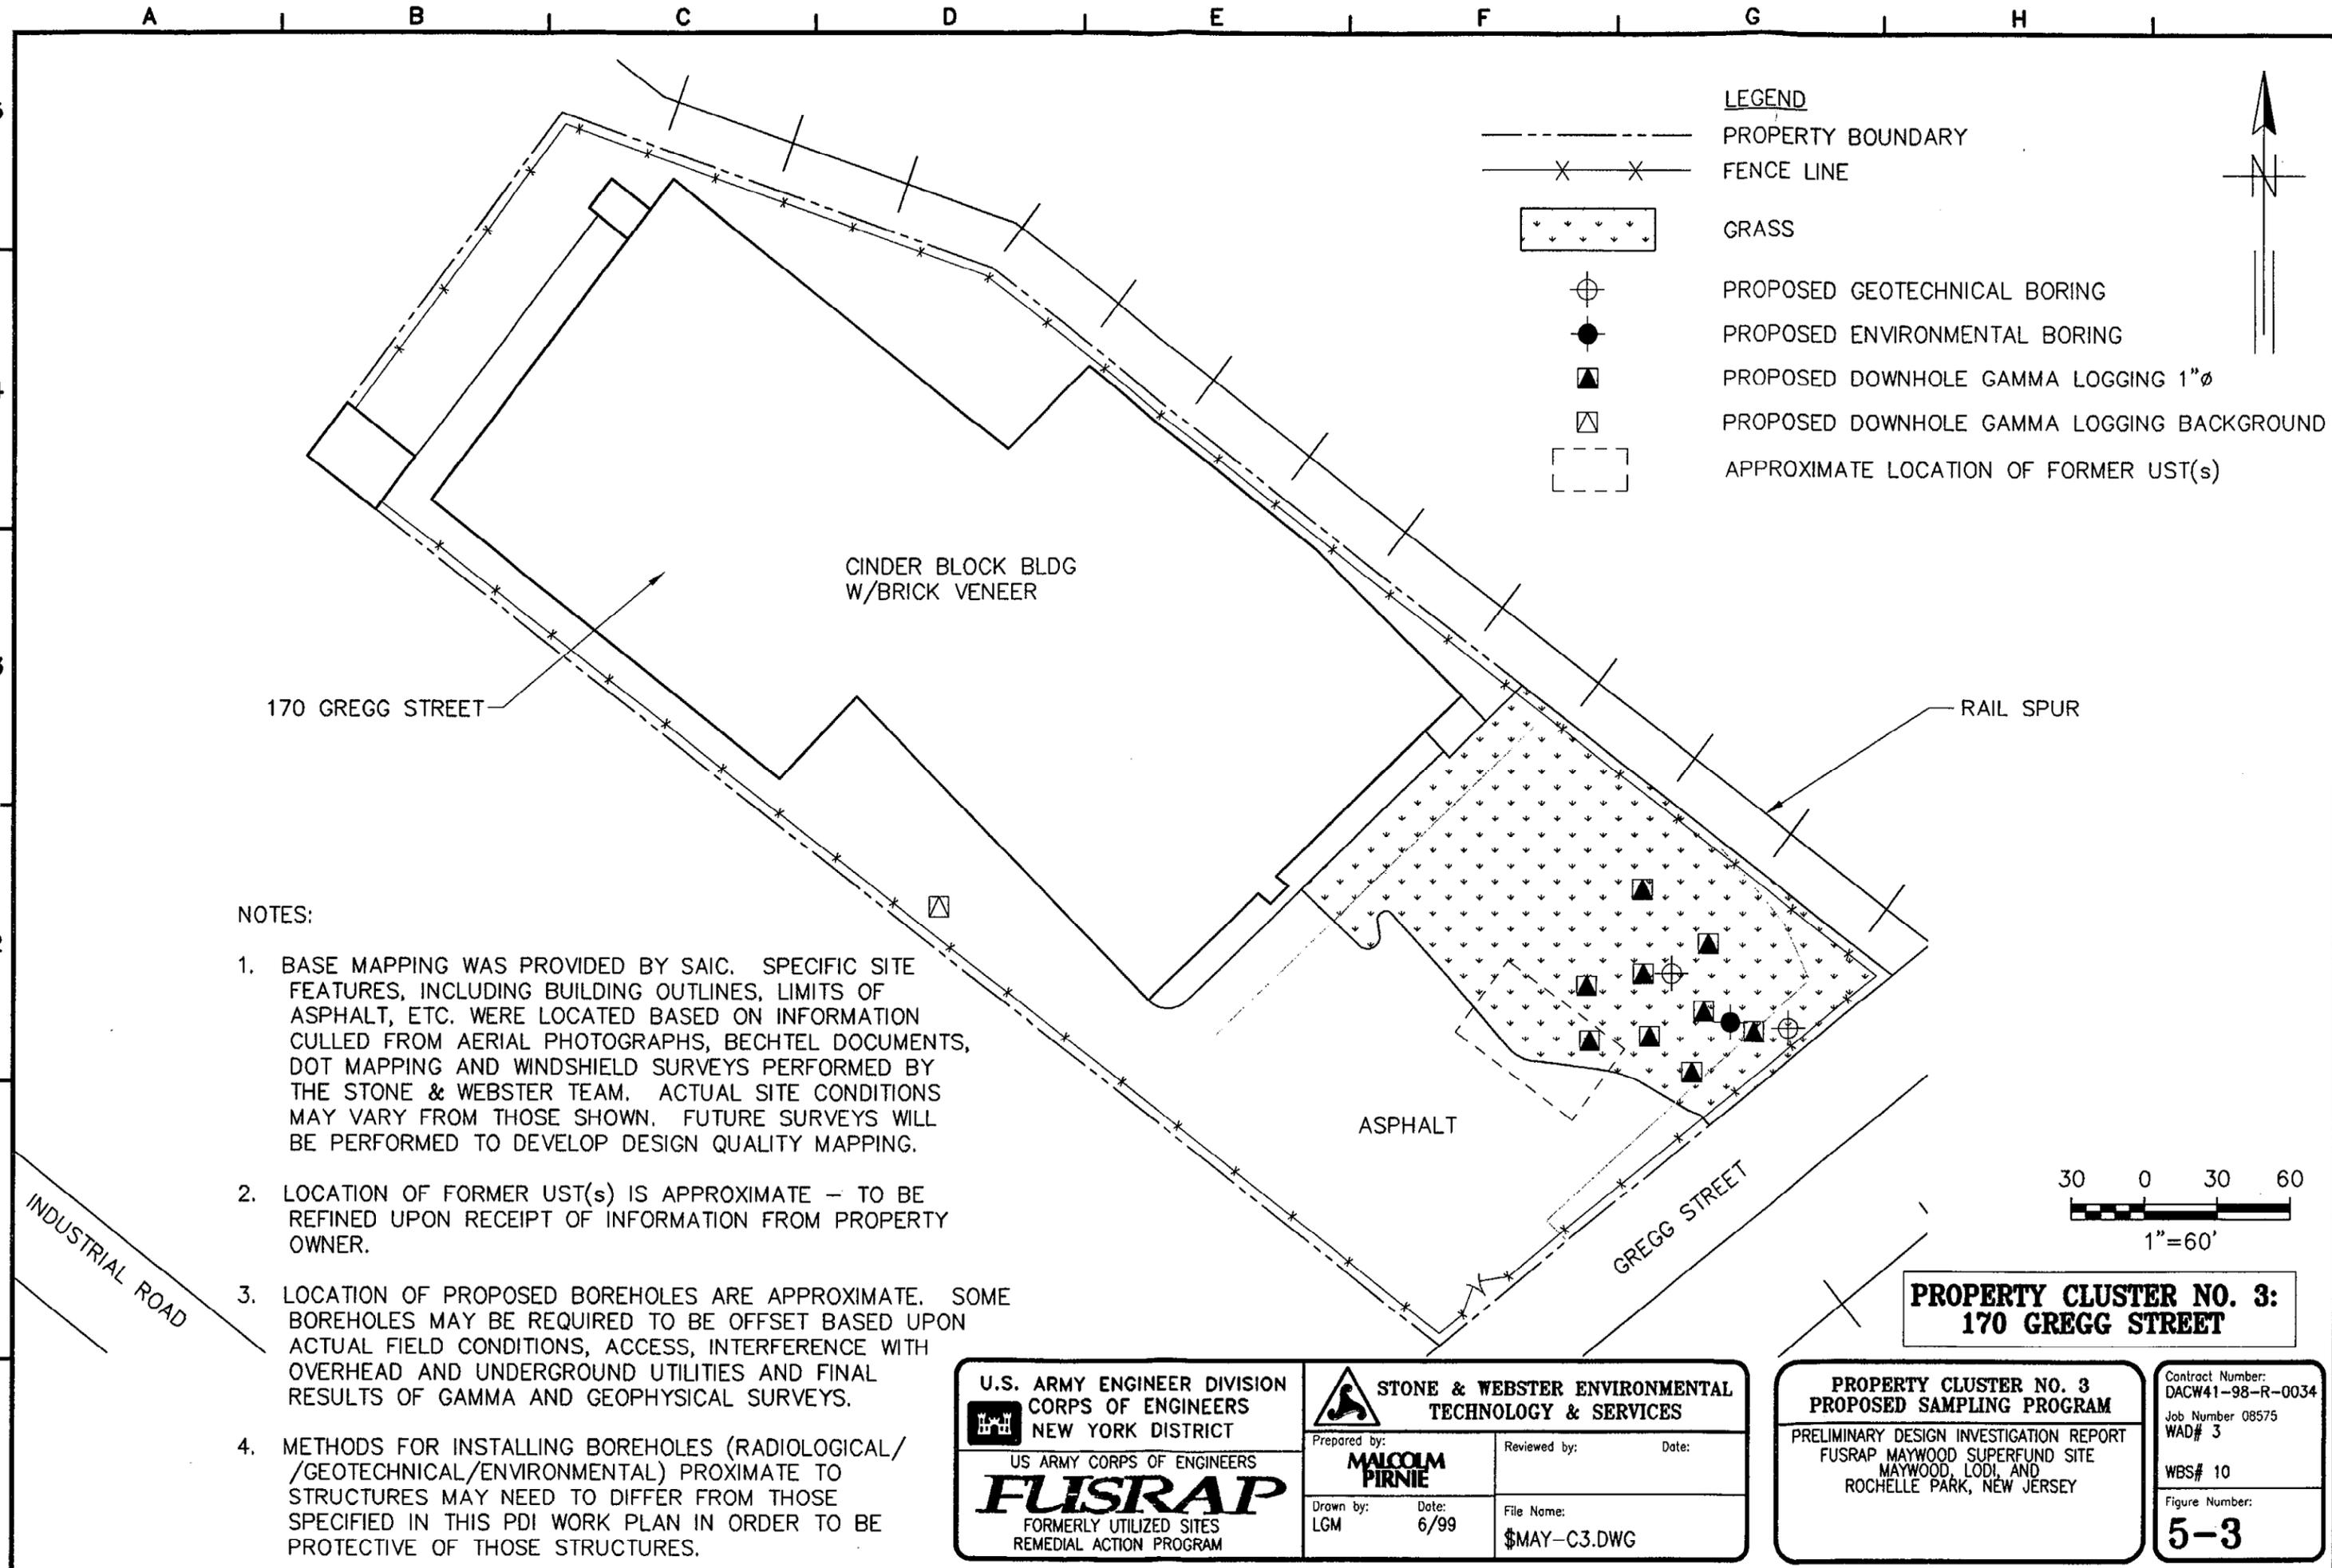 A B C D E F G H
LEGEND
PROPERTY BOUNDARY
FENCE LINE
GRASS
PROPOSED GEOTECHNICAL BORING
PROPOSED ENVIRONMENTAL BORING
PROPOSED DOWNHOLE GAMMA LOGGING 1"ø
PROPOSED DOWNHOLE GAMMA LOGGING BACKGROUND
APPROXIMATE LOCATION OF FORMER UST(s)
N
CINDER BLOCK BLDG
W/BRICK VENEER
170 GREGG STREET
RAIL SPUR
ASPHALT
GREGG STREET
INDUSTRIAL ROAD
NOTES:
1. BASE MAPPING WAS PROVIDED BY SAIC. SPECIFIC SITE
FEATURES, INCLUDING BUILDING OUTLINES, LIMITS OF
ASPHALT, ETC. WERE LOCATED BASED ON INFORMATION
CULLED FROM AERIAL PHOTOGRAPHS, BECHTEL DOCUMENTS,
DOT MAPPING AND WINDSHIELD SURVEYS PERFORMED BY
THE STONE & WEBSTER TEAM. ACTUAL SITE CONDITIONS
MAY VARY FROM THOSE SHOWN. FUTURE SURVEYS WILL
BE PERFORMED TO DEVELOP DESIGN QUALITY MAPPING.
2. LOCATION OF FORMER UST(s) IS APPROXIMATE – TO BE
REFINED UPON RECEIPT OF INFORMATION FROM PROPERTY
OWNER.
3. LOCATION OF PROPOSED BOREHOLES ARE APPROXIMATE. SOME
BOREHOLES MAY BE REQUIRED TO BE OFFSET BASED UPON
ACTUAL FIELD CONDITIONS, ACCESS, INTERFERENCE WITH
OVERHEAD AND UNDERGROUND UTILITIES AND FINAL
RESULTS OF GAMMA AND GEOPHYSICAL SURVEYS.
4. METHODS FOR INSTALLING BOREHOLES (RADIOLOGICAL/
/GEOTECHNICAL/ENVIRONMENTAL) PROXIMATE TO
STRUCTURES MAY NEED TO DIFFER FROM THOSE
SPECIFIED IN THIS PDI WORK PLAN IN ORDER TO BE
PROTECTIVE OF THOSE STRUCTURES.
30 0 30 60
1"=60'
PROPERTY CLUSTER NO. 3:
170 GREGG STREET
U.S. ARMY ENGINEER DIVISION
CORPS OF ENGINEERS
NEW YORK DISTRICT
US ARMY CORPS OF ENGINEERS
FUSRAP
FORMERLY UTILIZED SITES
REMEDIAL ACTION PROGRAM
STONE & WEBSTER ENVIRONMENTAL
TECHNOLOGY & SERVICES
Prepared by:
MALCOLM
PIRNIE
Reviewed by: Date:
Drawn by: Date:
LGM 6/99
File Name:
$MAY-C3.DWG
PROPERTY CLUSTER NO. 3
PROPOSED SAMPLING PROGRAM
PRELIMINARY DESIGN INVESTIGATION REPORT
FUSRAP MAYWOOD SUPERFUND SITE
MAYWOOD, LODI, AND
ROCHELLE PARK, NEW JERSEY
Contract Number:
DACW41-98-R-0034
Job Number 08575
WAD# 3
WBS# 10
Figure Number:
5-3